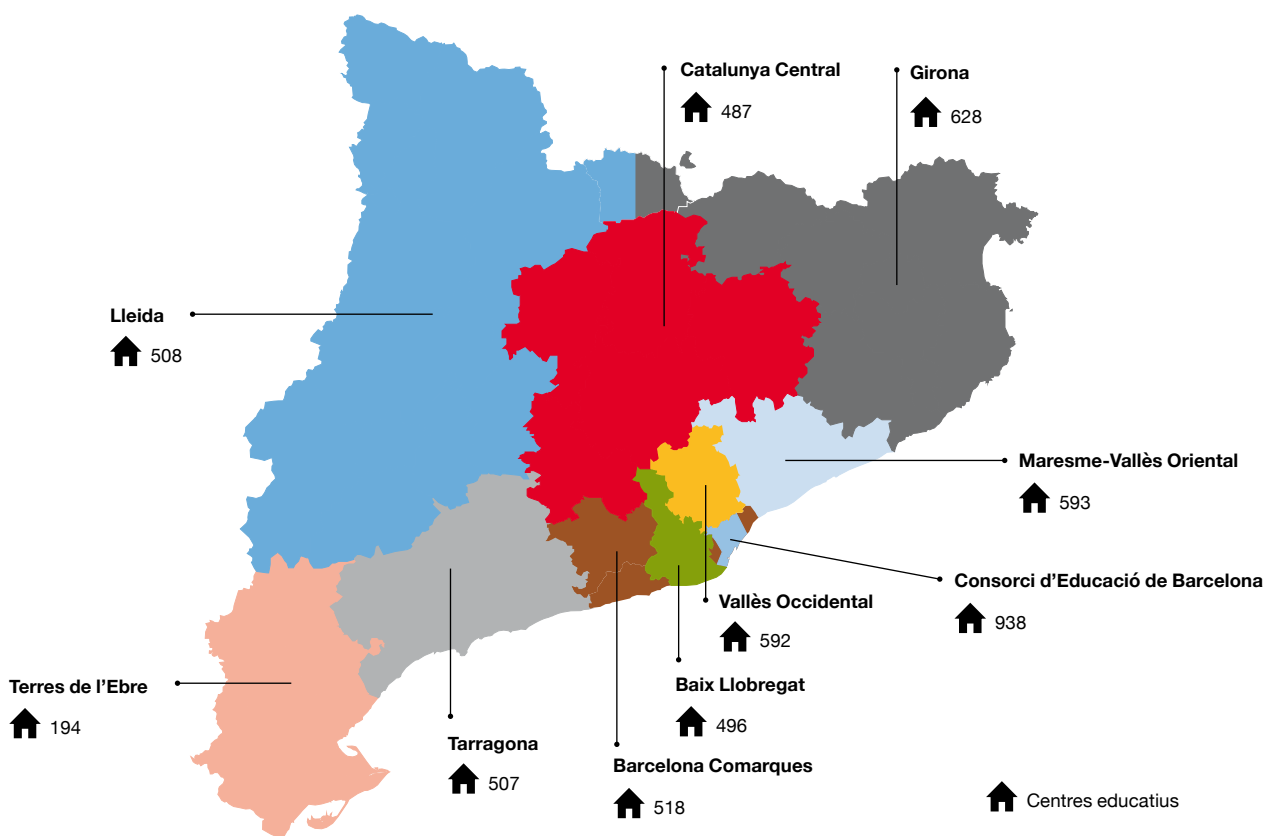 Catalunya Central
487
Girona
628
Lleida
508
Maresme-Vallès Oriental
593
Consorci d’Educació de Barcelona
938
Vallès Occidental
592
Baix Llobregat
496
Terres de l’Ebre
194
Tarragona
507
Barcelona Comarques
518
Centres educatius